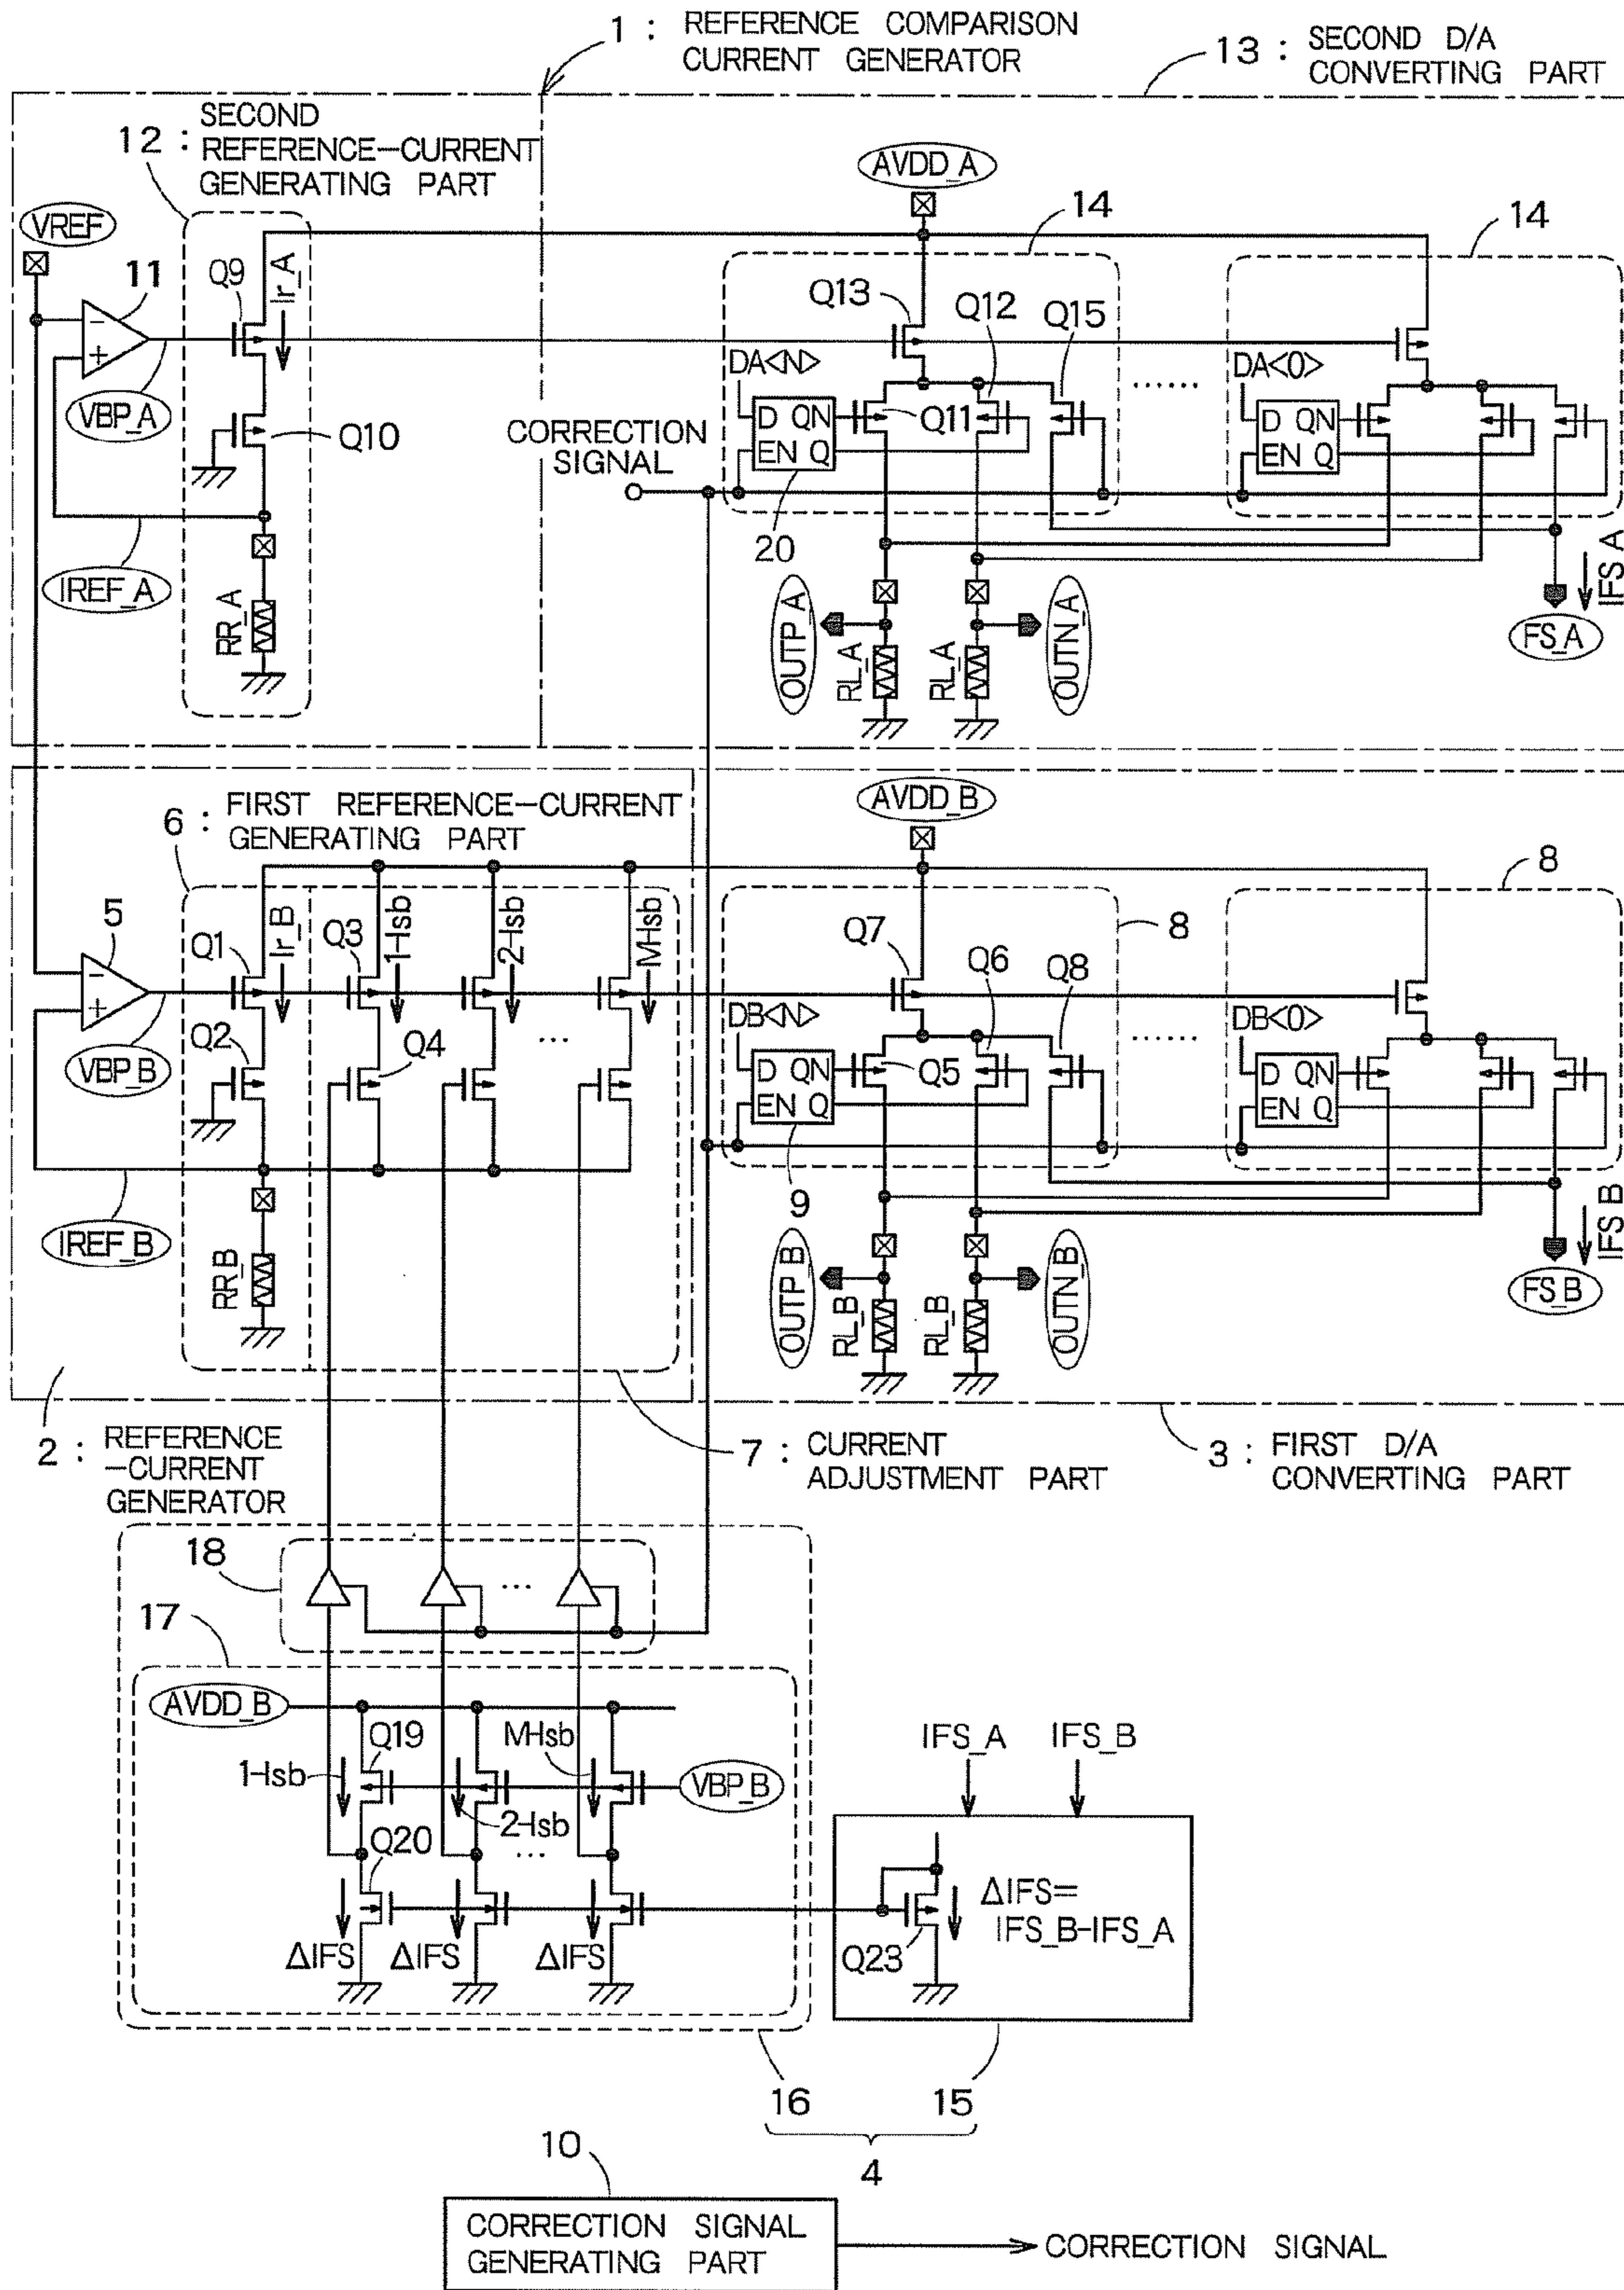 1 : REFERENCE COMPARISON
CURRENT GENERATOR
13 : SECOND D/A
CONVERTING PART
12 : SECOND
REFERENCE-CURRENT
GENERATING PART
VREF
AVDD_A
14
14
11
Q9
Ir_A
Q13
Q12
Q15
-
+
VBP_A
Q10
DA<N>
D QN
EN Q
Q11
......
DA<0>
D QN
EN Q
CORRECTION
SIGNAL
20
IREF_A
RR_A
OUTP_A
RL_A
RL_A
OUTN_A
IFS_A
FS_A
6 : FIRST REFERENCE-CURRENT
GENERATING PART
AVDD_B
8
8
5
Q1
Ir_B
Q3
1-Isb
2-Isb
M-Isb
Q7
Q6
Q8
-
+
VBP_B
Q2
Q4
...
DB<N>
D QN
EN Q
Q5
......
DB<0>
D QN
EN Q
9
IREF_B
RR_B
OUTP_B
RL_B
RL_B
OUTN_B
IFS_B
FS_B
2 : REFERENCE
-CURRENT
GENERATOR
7 : CURRENT
ADJUSTMENT PART
3 : FIRST D/A
CONVERTING PART
18
...
17
AVDD_B
Q19
M-Isb
1-Isb
2-Isb
VBP_B
Q20
...
ΔIFS
ΔIFS
ΔIFS
IFS_A
IFS_B
ΔIFS=
IFS_B-IFS_A
Q23
16
15
4
10
CORRECTION SIGNAL
GENERATING PART
CORRECTION SIGNAL